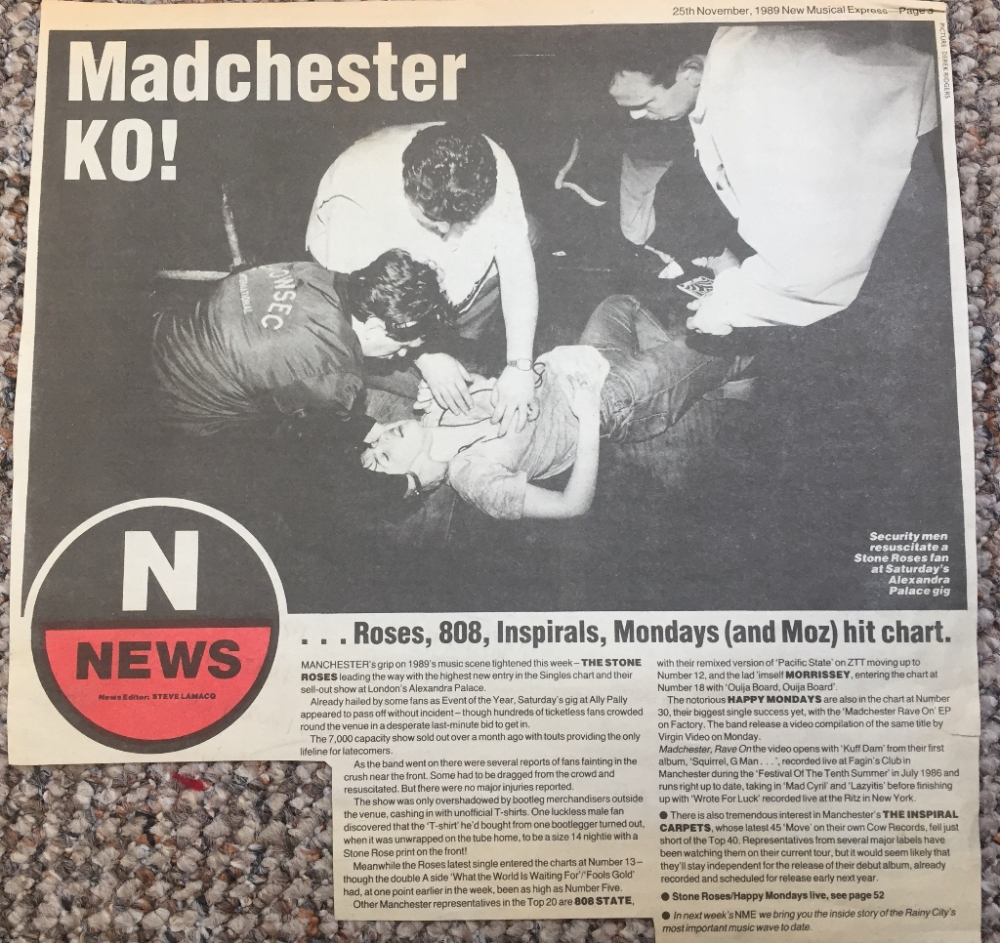 25th November, 1989 New Musical Express Page 3
PICTURE: DEREK RIDGERS
Madchester
KO!
CONSEC
Security men
resuscitate a
Stone Roses fan
at Saturday's
Alexandra
Palace gig
N
NEWS
News Editor: STEVE LAMACQ
. . . Roses, 808, Inspirals, Mondays (and Moz) hit chart.
MANCHESTER's grip on 1989's music scene tightened this week – THE STONE
ROSES leading the way with the highest new entry in the Singles chart and their
sell-out show at London's Alexandra Palace.
Already hailed by some fans as Event of the Year, Saturday's gig at Ally Pally
appeared to pass off without incident – though hundreds of ticketless fans crowded
round the venue in a desperate last-minute bid to get in.
The 7,000 capacity show sold out over a month ago with touts providing the only
lifeline for latecomers.
As the band went on there were several reports of fans fainting in the
crush near the front. Some had to be dragged from the crowd and
resuscitated. But there were no major injuries reported.
The show was only overshadowed by bootleg merchandisers outside
the venue, cashing in with unofficial T-shirts. One luckless male fan
discovered that the 'T-shirt' he'd bought from one bootlegger turned out,
when it was unwrapped on the tube home, to be a size 14 nightie with a
Stone Rose print on the front!
Meanwhile the Roses latest single entered the charts at Number 13 –
though the double A side 'What the World Is Waiting For'/'Fools Gold'
had, at one point earlier in the week, been as high as Number Five.
Other Manchester representatives in the Top 20 are 808 STATE,
with their remixed version of 'Pacific State' on ZTT moving up to
Number 12, and the lad 'imself MORRISSEY, entering the chart at
Number 18 with 'Ouija Board, Ouija Board'.
The notorious HAPPY MONDAYS are also in the chart at Number
30, their biggest single success yet, with the 'Madchester Rave On' EP
on Factory. The band release a video compilation of the same title by
Virgin Video on Monday.
Madchester, Rave On the video opens with 'Kuff Dam' from their first
album, 'Squirrel, G Man . . .', recorded live at Fagin's Club in
Manchester during the 'Festival Of The Tenth Summer' in July 1986 and
runs right up to date, taking in 'Mad Cyril' and 'Lazyitis' before finishing
up with 'Wrote For Luck' recorded live at the Ritz in New York.
● There is also tremendous interest in Manchester's THE INSPIRAL
CARPETS, whose latest 45 'Move' on their own Cow Records, fell just
short of the Top 40. Representatives from several major labels have
been watching them on their current tour, but it would seem likely that
they'll stay independent for the release of their debut album, already
recorded and scheduled for release early next year.
● Stone Roses/Happy Mondays live, see page 52
● In next week's NME we bring you the inside story of the Rainy City's
most important music wave to date.